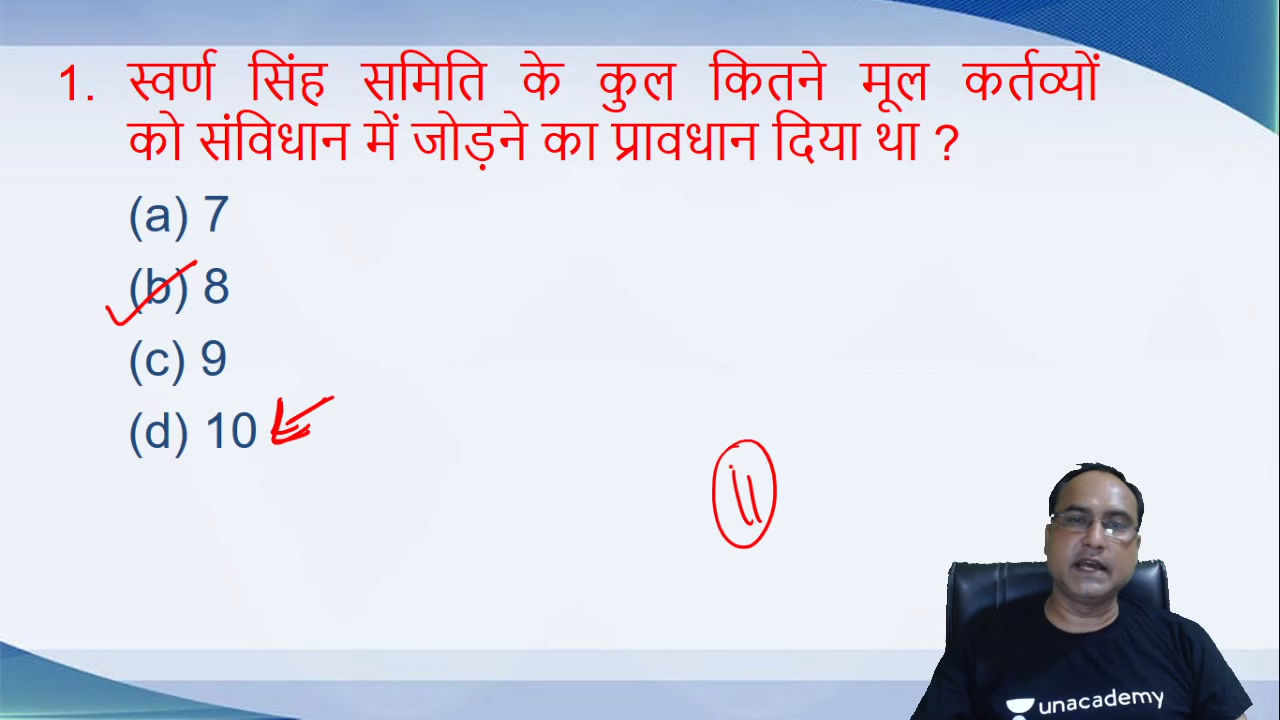 1. स्वर्ण सिंह समिति के कुल कितने मूल कर्तव्यों
को संविधान में जोड़ने का प्रावधान दिया था ?
(a) 7
(b) 8
(c) 9
(d) 10
11
unacademy